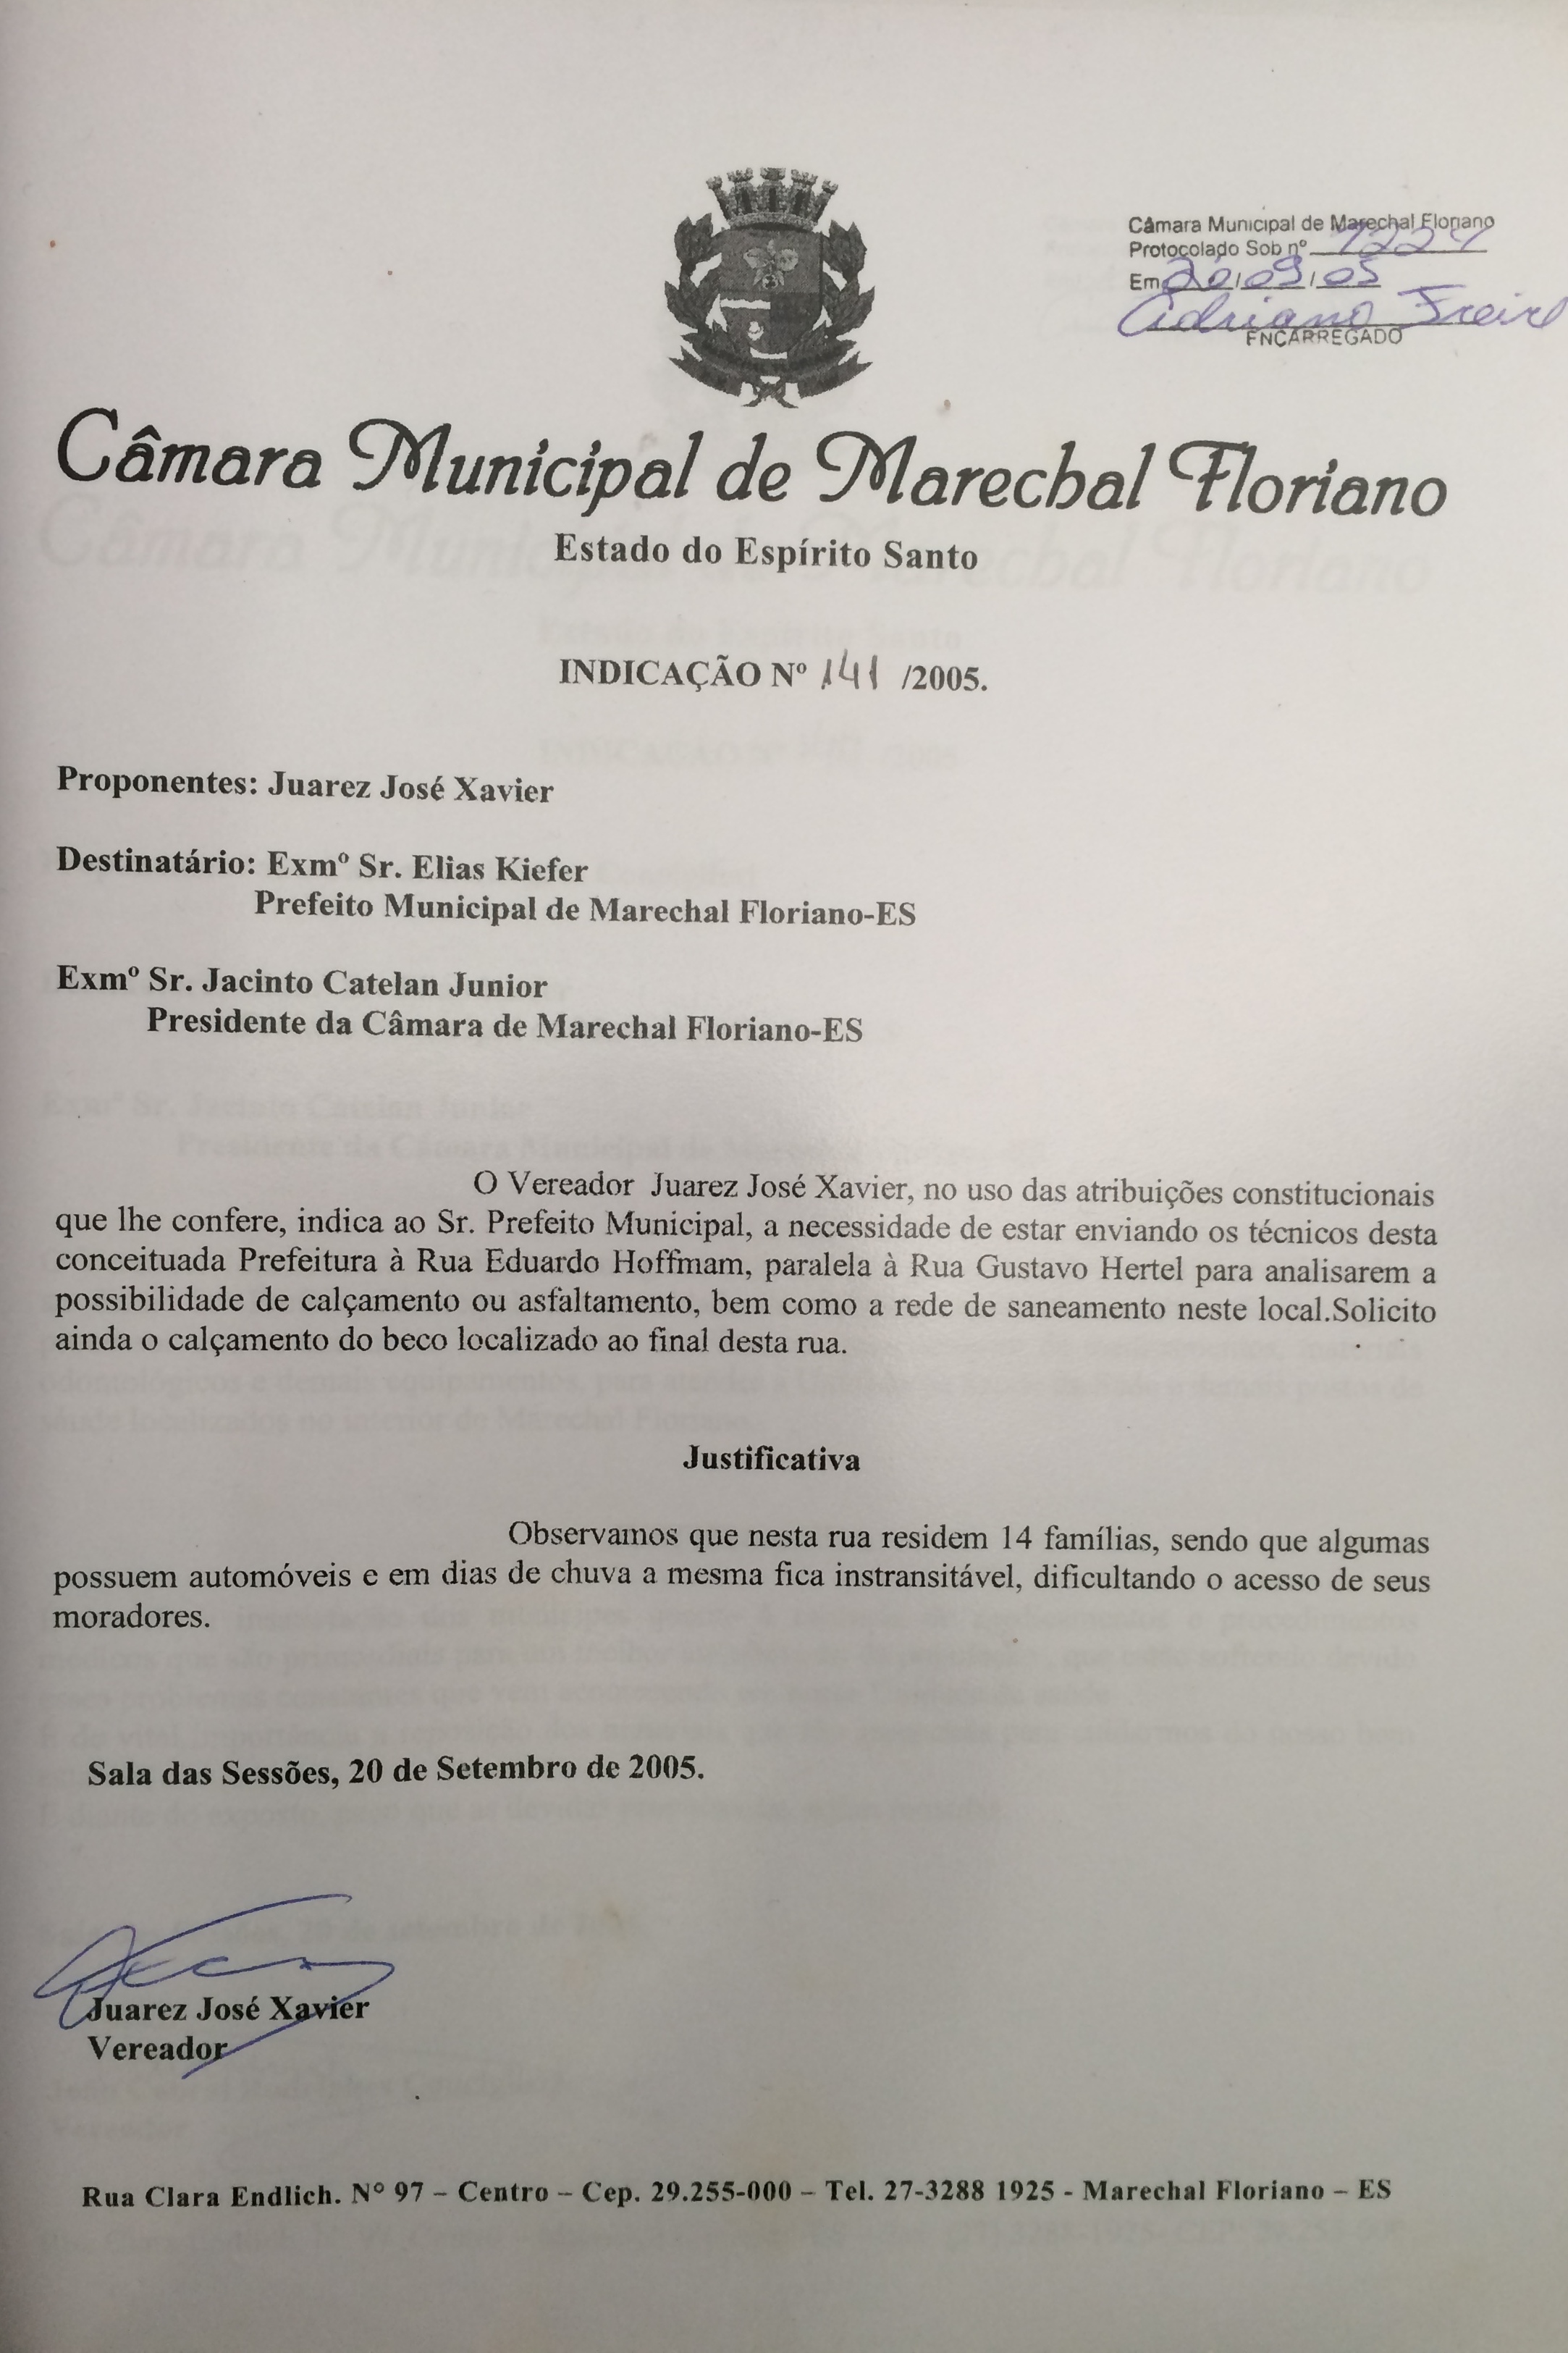 Câmara Municipal de Marechal Floriano
Protocolado Sob nº 1221
Em 20/09/05
Adriano Freire
ENCARREGADO
Câmara Municipal de Marechal Floriano
Estado do Espírito Santo
INDICAÇÃO Nº 141 /2005.
Proponentes: Juarez José Xavier
Destinatário: Exmº Sr. Elias Kiefer
Prefeito Municipal de Marechal Floriano-ES
Exmº Sr. Jacinto Catelan Junior
Presidente da Câmara de Marechal Floriano-ES
O Vereador Juarez José Xavier, no uso das atribuições constitucionais
que lhe confere, indica ao Sr. Prefeito Municipal, a necessidade de estar enviando os técnicos desta
conceituada Prefeitura à Rua Eduardo Hoffmam, paralela à Rua Gustavo Hertel para analisarem a
possibilidade de calçamento ou asfaltamento, bem como a rede de saneamento neste local.Solicito
ainda o calçamento do beco localizado ao final desta rua.
Justificativa
Observamos que nesta rua residem 14 famílias, sendo que algumas
possuem automóveis e em dias de chuva a mesma fica instransitável, dificultando o acesso de seus
moradores.
Sala das Sessões, 20 de Setembro de 2005.
Juarez José Xavier
Vereador
Rua Clara Endlich. Nº 97 – Centro – Cep. 29.255-000 – Tel. 27-3288 1925 - Marechal Floriano – ES